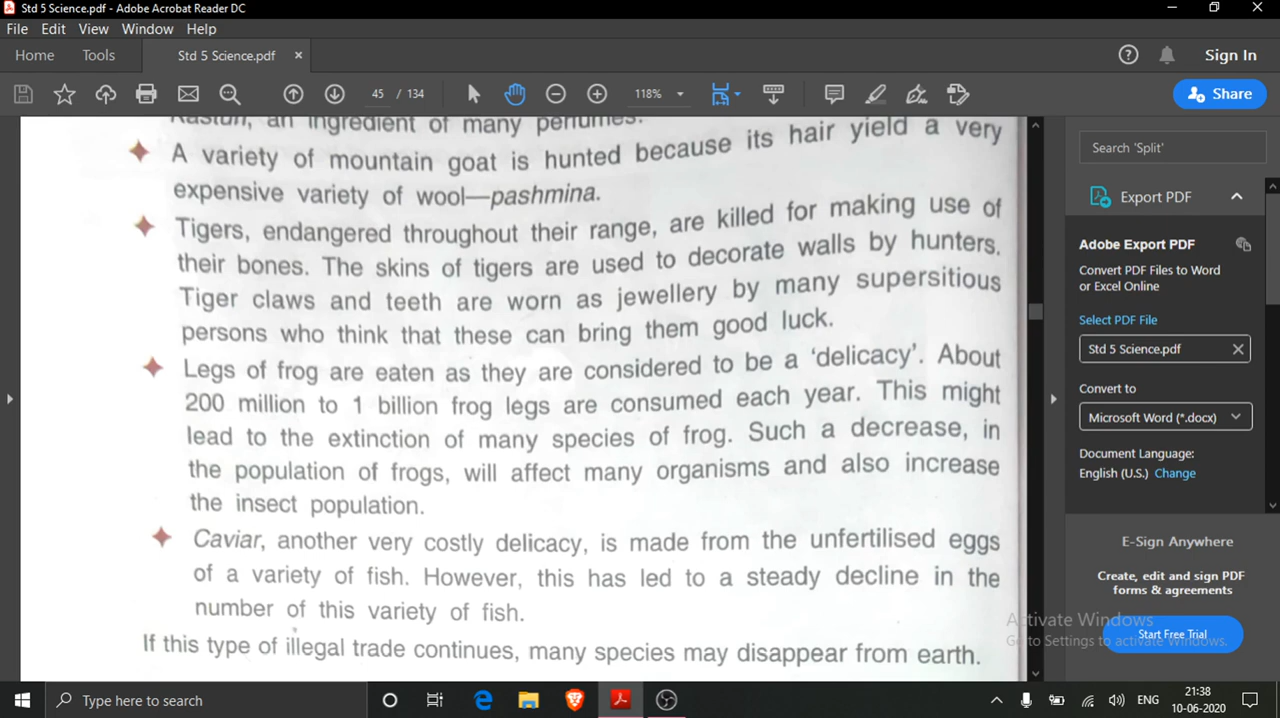 Std 5 Science.pdf - Adobe Acrobat Reader DC
File Edit View Window Help
Home Tools Std 5 Science.pdf × Sign In
45 / 134 118% Share
Kasturi, an ingredient of many perfumes.
A variety of mountain goat is hunted because its hair yield a very
expensive variety of wool—pashmina.
Tigers, endangered throughout their range, are killed for making use of
their bones. The skins of tigers are used to decorate walls by hunters.
Tiger claws and teeth are worn as jewellery by many supersitious
persons who think that these can bring them good luck.
Legs of frog are eaten as they are considered to be a 'delicacy'. About
200 million to 1 billion frog legs are consumed each year. This might
lead to the extinction of many species of frog. Such a decrease, in
the population of frogs, will affect many organisms and also increase
the insect population.
Caviar, another very costly delicacy, is made from the unfertilised eggs
of a variety of fish. However, this has led to a steady decline in the
number of this variety of fish.
If this type of illegal trade continues, many species may disappear from earth.
Search 'Split'
Export PDF
Adobe Export PDF
Convert PDF Files to Word
or Excel Online
Select PDF File
Std 5 Science.pdf
Convert to
Microsoft Word (*.docx)
Document Language:
English (U.S.) Change
E-Sign Anywhere
Create, edit and sign PDF
forms & agreements
Start Free Trial
Activate Windows
Go to Settings to activate Windows.
Type here to search
ENG
21:38
10-06-2020